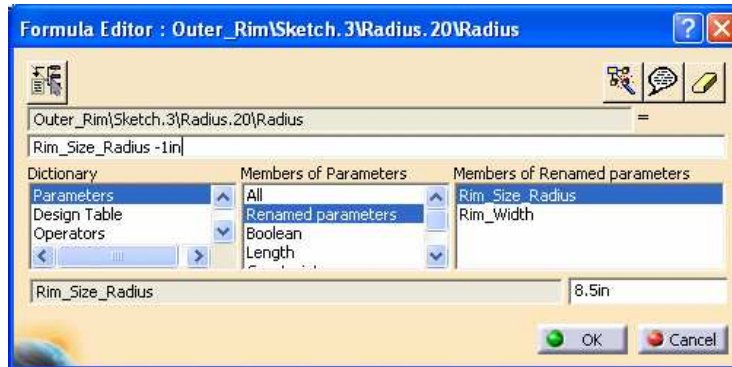 Formula Editor : Outer_Rim\Sketch.3\Radius.20\Radius
Outer_Rim\Sketch.3\Radius.20\Radius =
Rim_Size_Radius -1in
Dictionary Members of Parameters Members of Renamed parameters
Parameters All Rim_Size_Radius
Design Table Renamed parameters Rim_Width
Operators Boolean
Length
Rim_Size_Radius 8.5in
OK Cancel